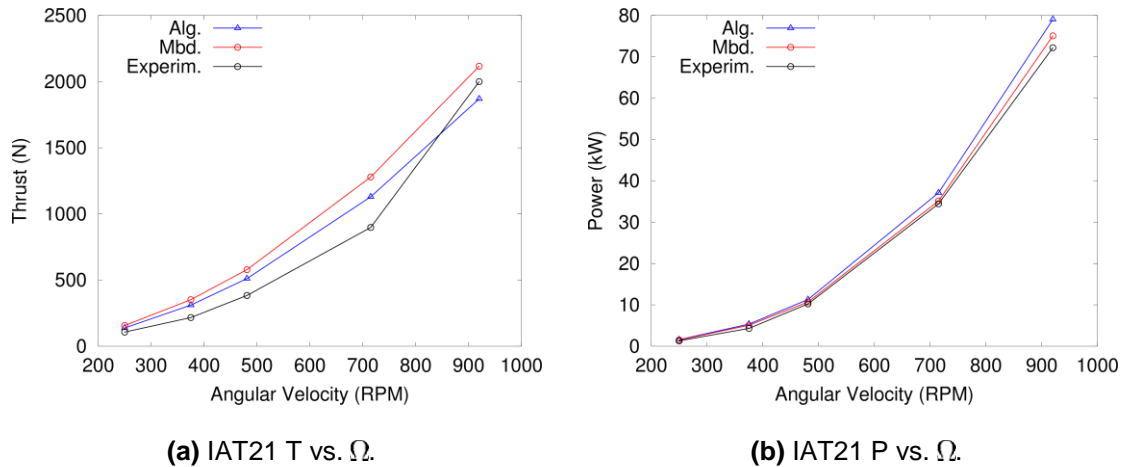 2500
2000
1500
1000
500
0
Thrust (N)
Alg.
Mbd.
Experim.
200 300 400 500 600 700 800 900 1000
Angular Velocity (RPM)
(a) IAT21 T vs. Ω.
80
70
60
50
40
30
20
10
0
Power (kW)
Alg.
Mbd.
Experim.
200 300 400 500 600 700 800 900 1000
Angular Velocity (RPM)
(b) IAT21 P vs. Ω.